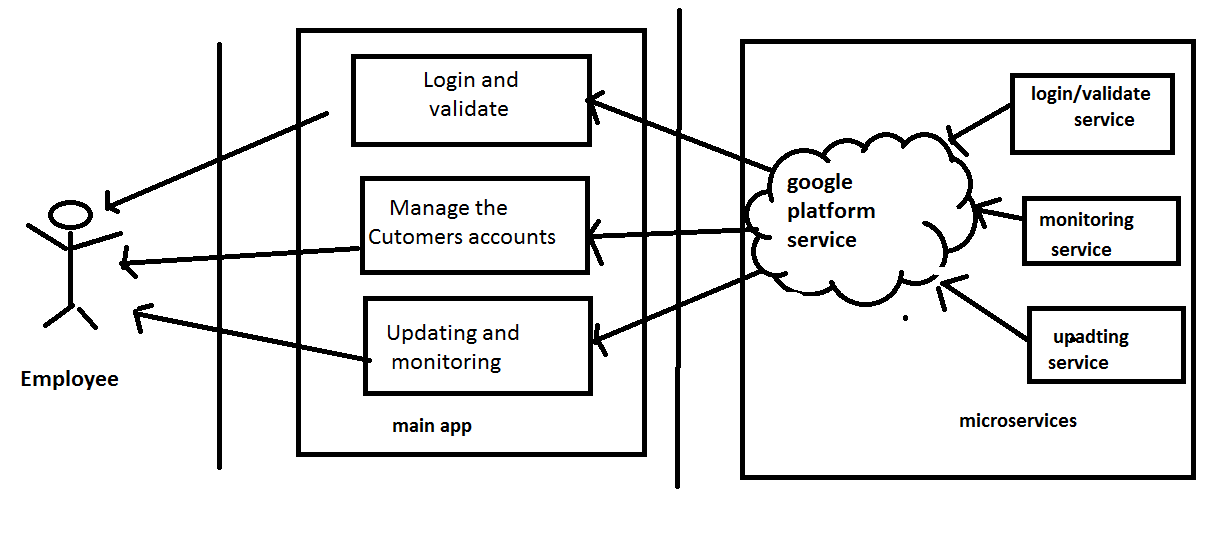 Login and
validate
Manage the
Cutomers accounts
Updating and
monitoring
main app
Employee
google
platform
service
login/validate
service
monitoring
service
upadting
service
microservices